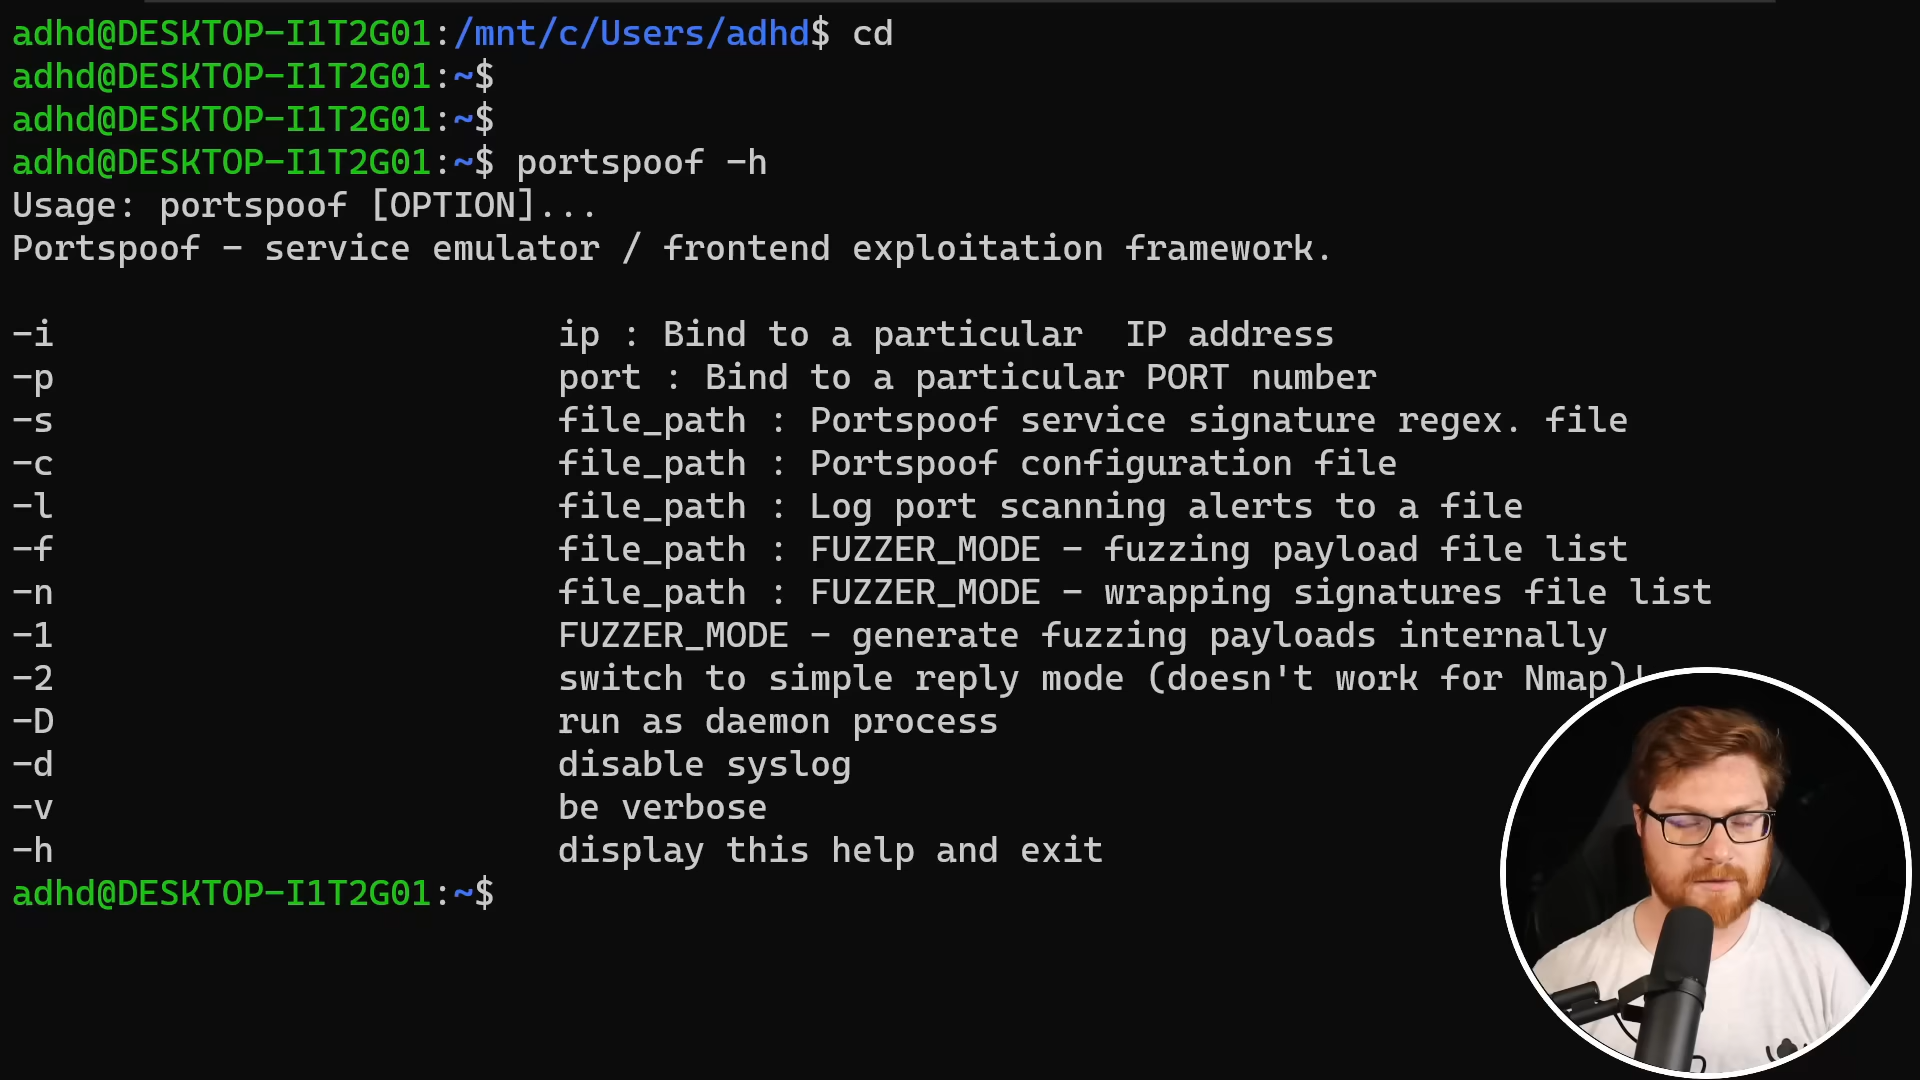 adhd@DESKTOP-I1T2G01:/mnt/c/Users/adhd$ cd
adhd@DESKTOP-I1T2G01:~$
adhd@DESKTOP-I1T2G01:~$
adhd@DESKTOP-I1T2G01:~$ portspoof -h
Usage: portspoof [OPTION]...
Portspoof - service emulator / frontend exploitation framework.
-i ip : Bind to a particular  IP address
-p port : Bind to a particular PORT number
-s file_path : Portspoof service signature regex. file
-c file_path : Portspoof configuration file
-l file_path : Log port scanning alerts to a file
-f file_path : FUZZER_MODE - fuzzing payload file list
-n file_path : FUZZER_MODE - wrapping signatures file list
-1 FUZZER_MODE - generate fuzzing payloads internally
-2 switch to simple reply mode (doesn't work for Nmap)!
-D run as daemon process
-d disable syslog
-v be verbose
-h display this help and exit
adhd@DESKTOP-I1T2G01:~$